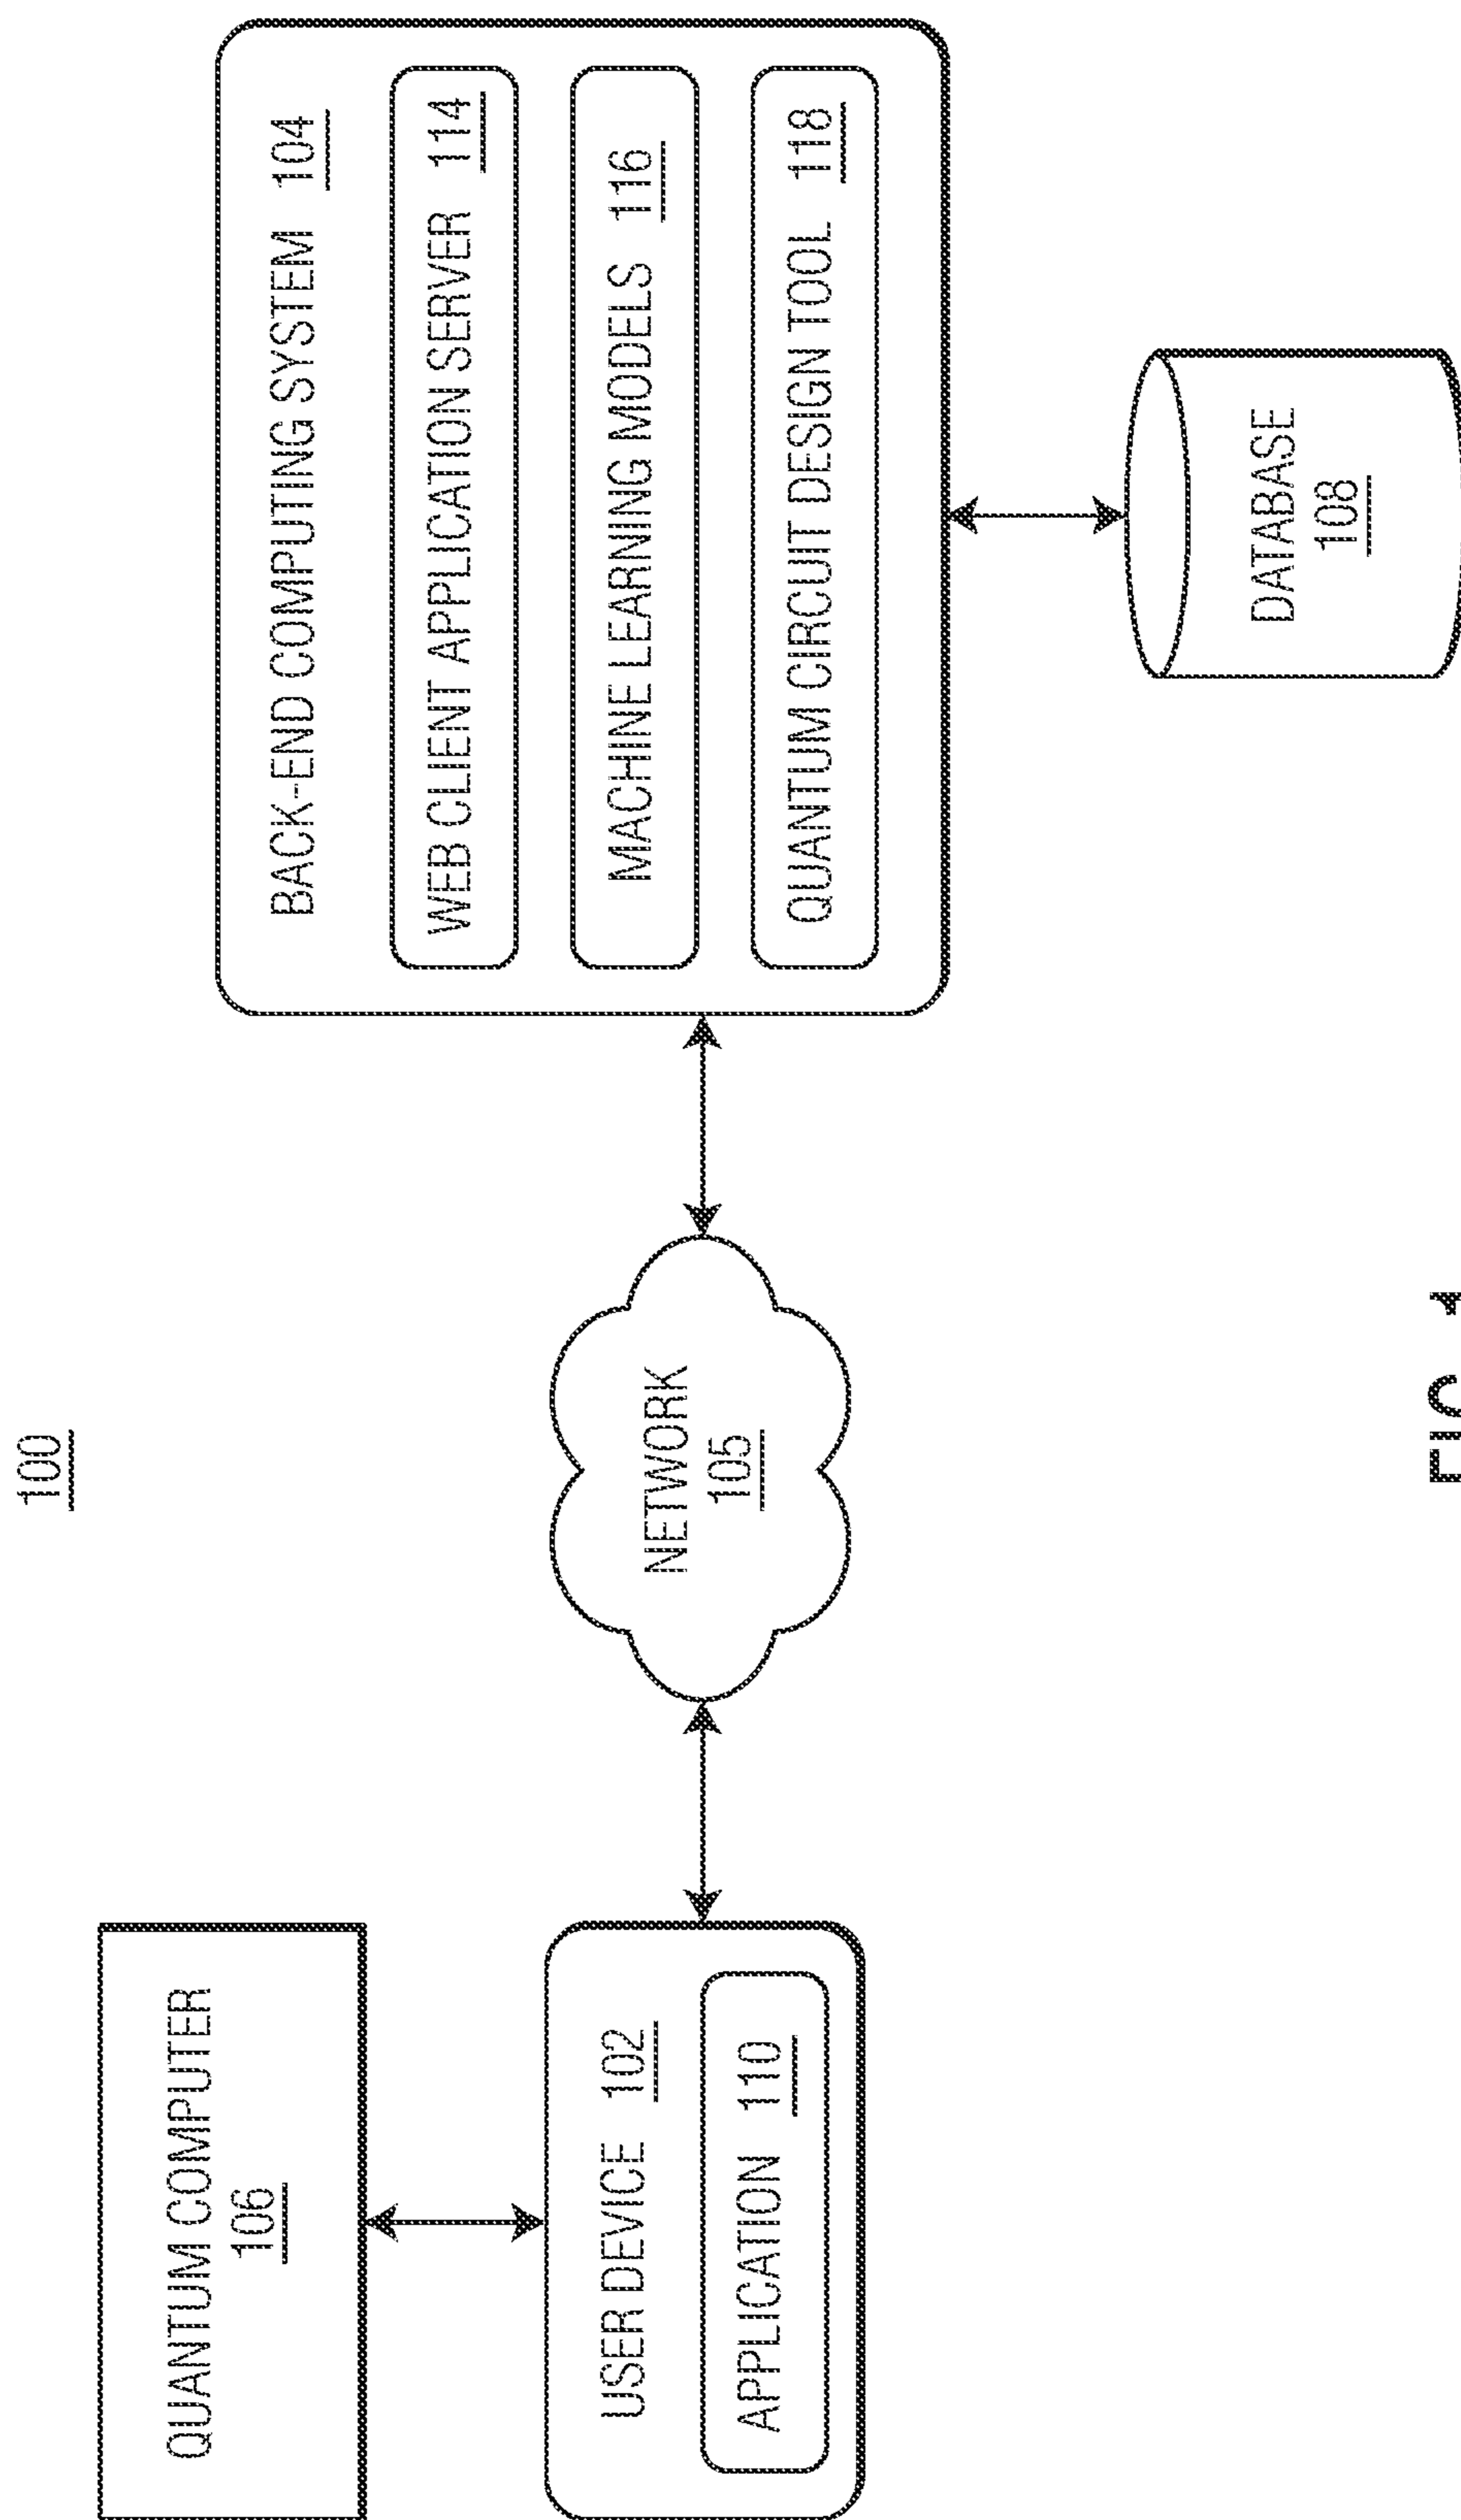 100
QUANTUM COMPUTER
106
USER DEVICE 102
APPLICATION 110
NETWORK
105
BACK-END COMPUTING SYSTEM 104
WEB CLIENT APPLICATION SERVER 114
MACHINE LEARNING MODELS 116
QUANTUM CIRCUIT DESIGN TOOL 118
DATABASE
108